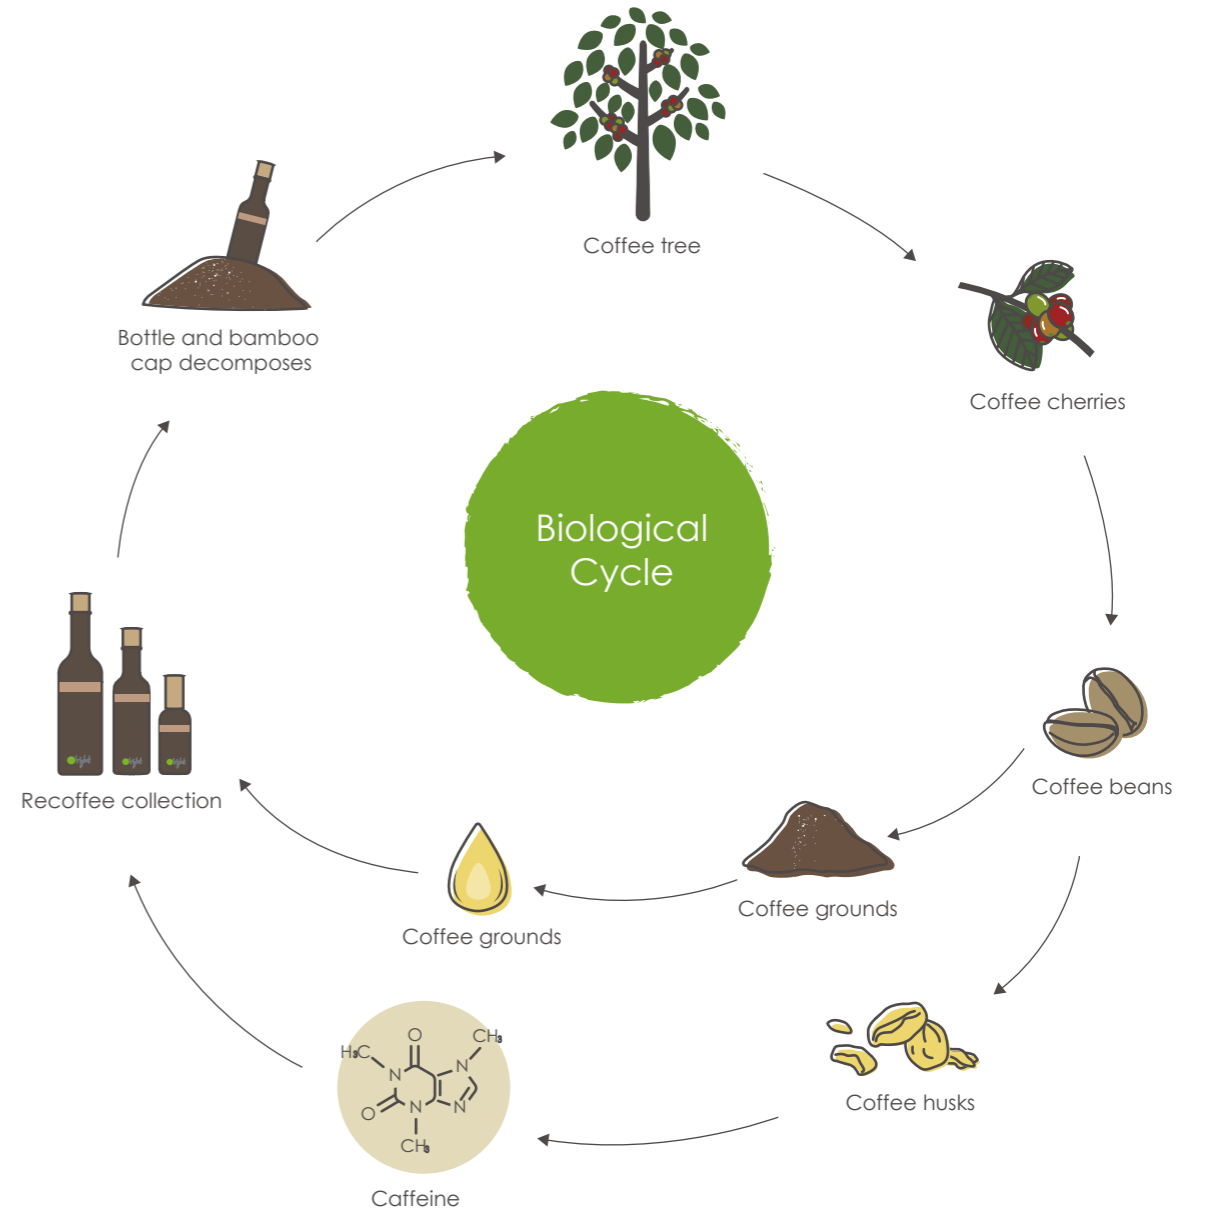 Coffee tree
Bottle and bamboo
cap decomposes
Coffee cherries
Biological
Cycle
Coffee beans
Recoffee collection
Coffee grounds
Coffee grounds
Coffee husks
O
CH₃
H₃C
N
N
O
N
N
CH₃
Caffeine